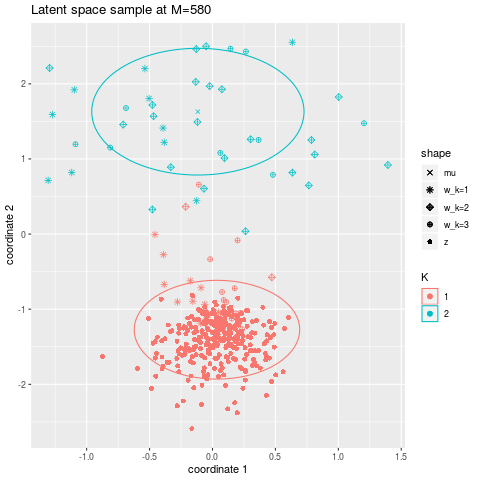 Latent space sample at M=580
coordinate 2
2
1
0
-1
-2
-1.0
-0.5
0.0
0.5
1.0
1.5
coordinate 1
shape
mu
w_k=1
w_k=2
w_k=3
z
K
1
2